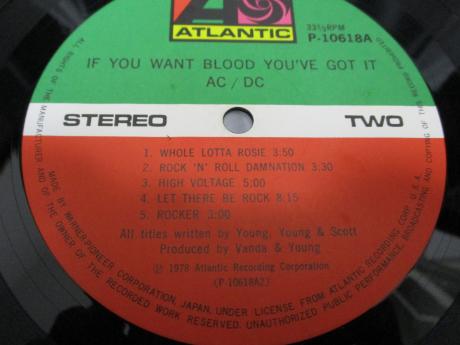 ATLANTIC
33⅓RPM
P-10618A
IF YOU WANT BLOOD YOU'VE GOT IT
AC / DC
STEREO
TWO
1. WHOLE LOTTA ROSIE 3:50
2. ROCK 'N' ROLL DAMNATION 3:30
3. HIGH VOLTAGE 5:00
4. LET THERE BE ROCK 8:15
5. ROCKER 3:00
All titles written by Young, Young & Scott
Produced by Vanda & Young
Ⓟ 1978 Atlantic Recording Corporation
(P-10618A2)
ALL RIGHTS OF THE MANUFACTURER AND OF THE OWNER OF THE RECORDED WORK RESERVED. UNAUTHORIZED PUBLIC PERFORMANCE, BROADCASTING AND COPYING OF THIS RECORD PROHIBITED
MADE BY WARNER-PIONEER CORPORATION, JAPAN, UNDER LICENSE FROM ATLANTIC RECORDING CORP. U.S.A.